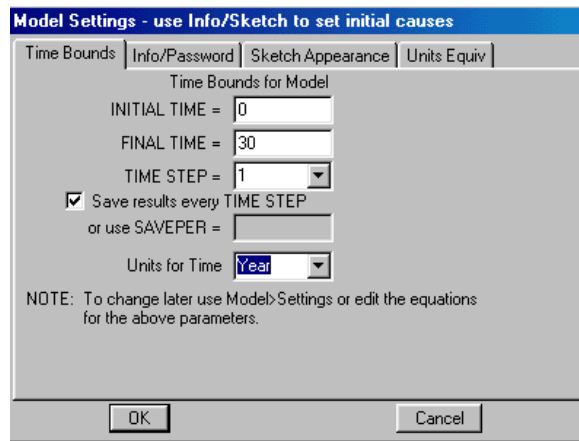 Model Settings - use Info/Sketch to set initial causes
Time Bounds Info/Password Sketch Appearance Units Equiv
Time Bounds for Model
INITIAL TIME = 0
FINAL TIME = 30
TIME STEP = 1
Save results every TIME STEP
or use SAVEPER =
Units for Time Year
NOTE: To change later use Model>Settings or edit the equations
for the above parameters.
OK Cancel